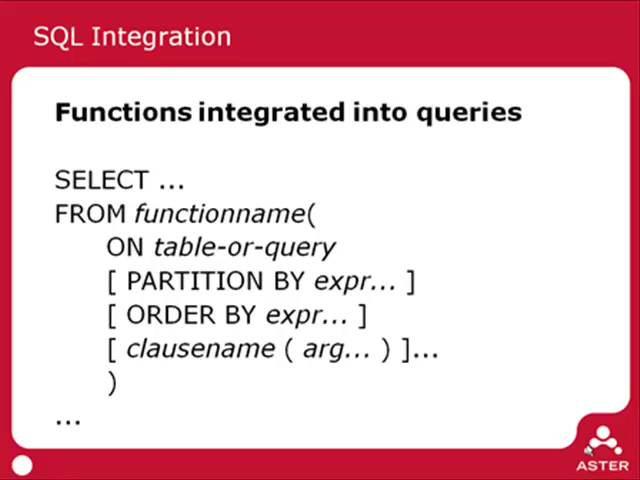 SQL Integration
Functions integrated into queries
SELECT ...
FROM functionname(
ON table-or-query
[ PARTITION BY expr... ]
[ ORDER BY expr... ]
[ clausename ( arg... ) ]...
)
...
ASTER